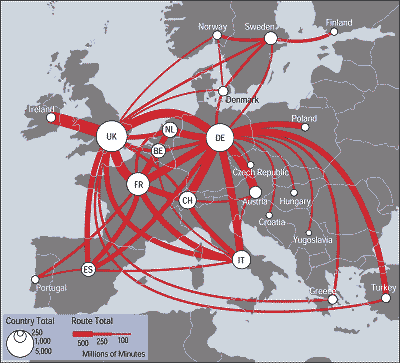 Norway
Sweden
Finland
Denmark
Ireland
UK
NL
DE
Poland
BE
Czech Republic
FR
CH
Austria
Hungary
Croatia
Yugoslavia
IT
ES
Portugal
Greece
Turkey
Country Total
250
1,000
5,000
Route Total
500 250 100
Millions of Minutes